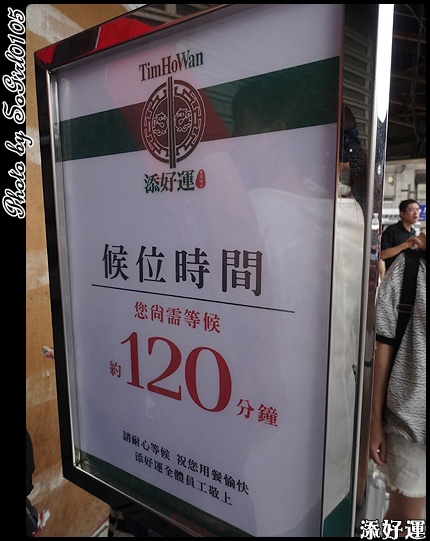 Photo by SoGirl0105
TimHoWan
添好運
候位時間
您尚需等候
約120分鐘
請耐心等候 祝您用餐愉快
添好運全體員工敬上
添好運